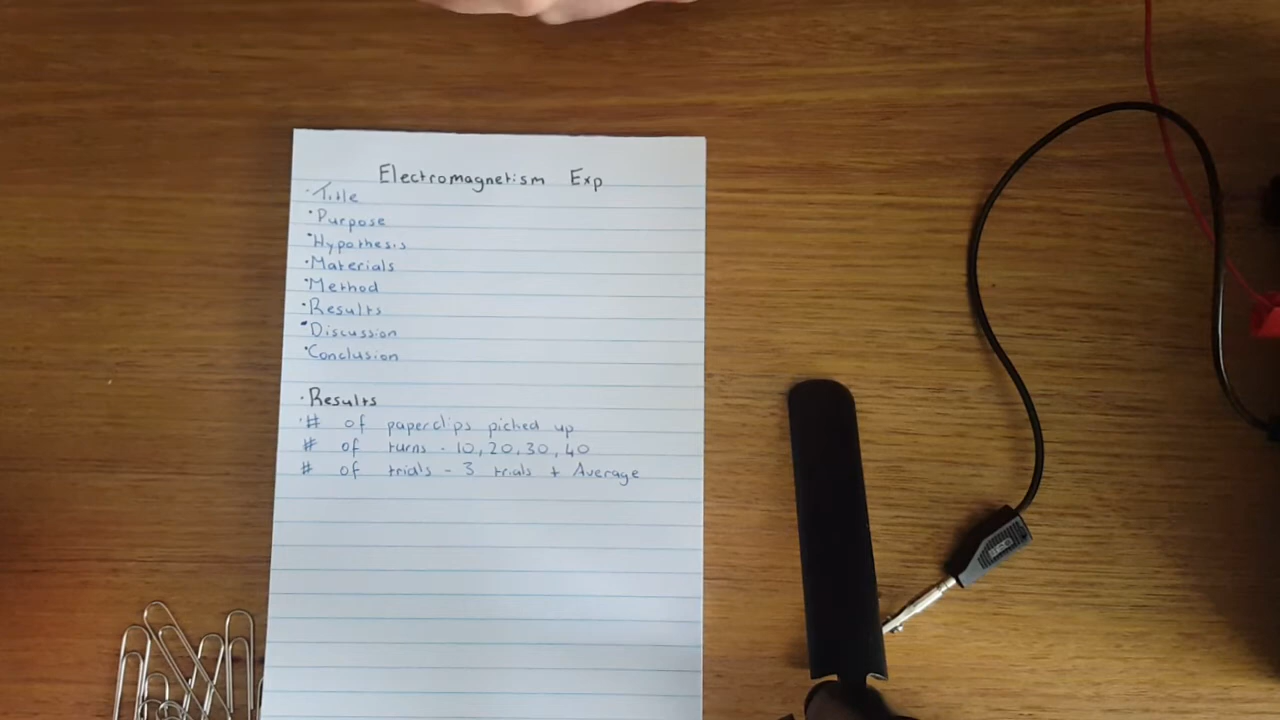 Electromagnetism Exp
· Title
· Purpose
· Hypothesis
· Materials
· Method
· Results
· Discussion
· Conclusion
· Results
· # of paperclips picked up
# of turns - 10, 20, 30, 40
# of trials - 3 trials + Average